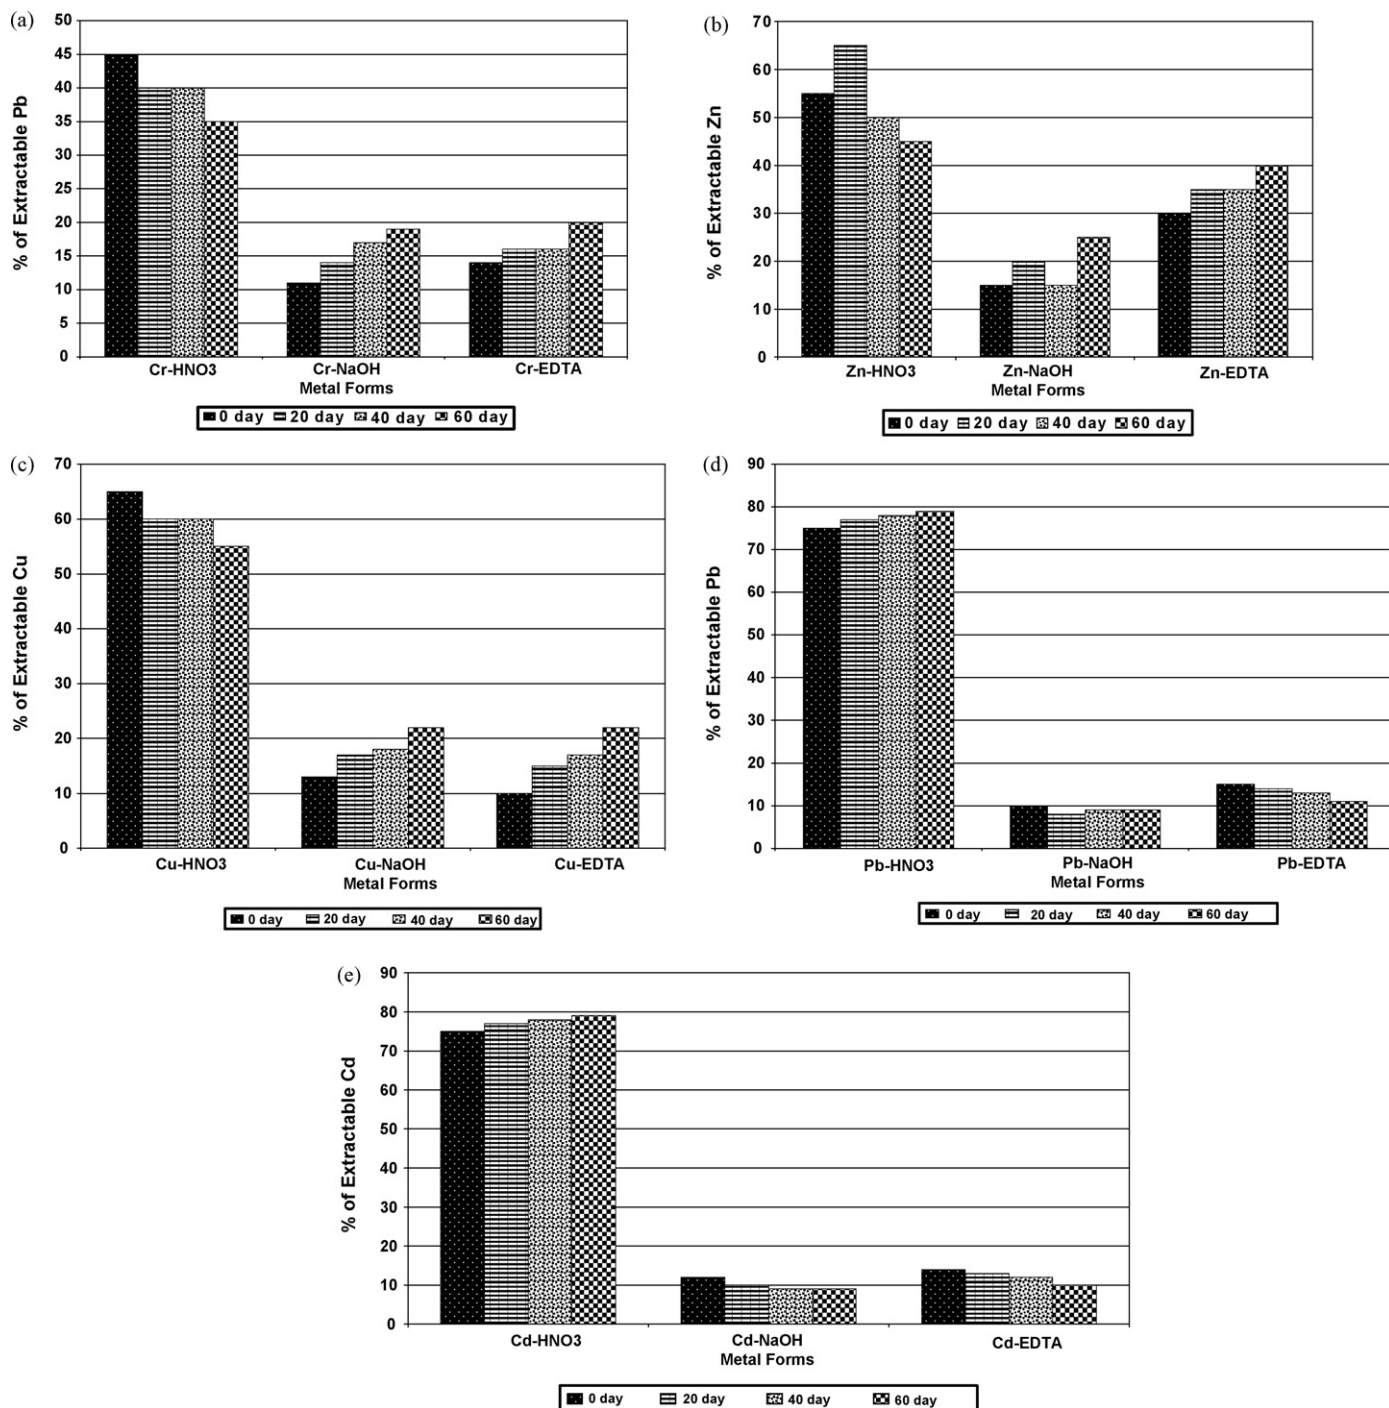 (a)
% of Extractable Pb
50
45
40
35
30
25
20
15
10
5
0
Cr-HNO3 Cr-NaOH Cr-EDTA
Metal Forms
0 day 20 day 40 day 60 day
(b)
% of Extractable Zn
70
60
50
40
30
20
10
0
Zn-HNO3 Zn-NaOH Zn-EDTA
Metal Forms
0 day 20 day 40 day 60 day
(c)
% of Extractable Cu
70
60
50
40
30
20
10
0
Cu-HNO3 Cu-NaOH Cu-EDTA
Metal Forms
0 day 20 day 40 day 60 day
(d)
% of Extractable Pb
90
80
70
60
50
40
30
20
10
0
Pb-HNO3 Pb-NaOH Pb-EDTA
Metal Forms
0 day 20 day 40 day 60 day
(e)
% of Extractable Cd
90
80
70
60
50
40
30
20
10
0
Cd-HNO3 Cd-NaOH Cd-EDTA
Metal Forms
0 day 20 day 40 day 60 day